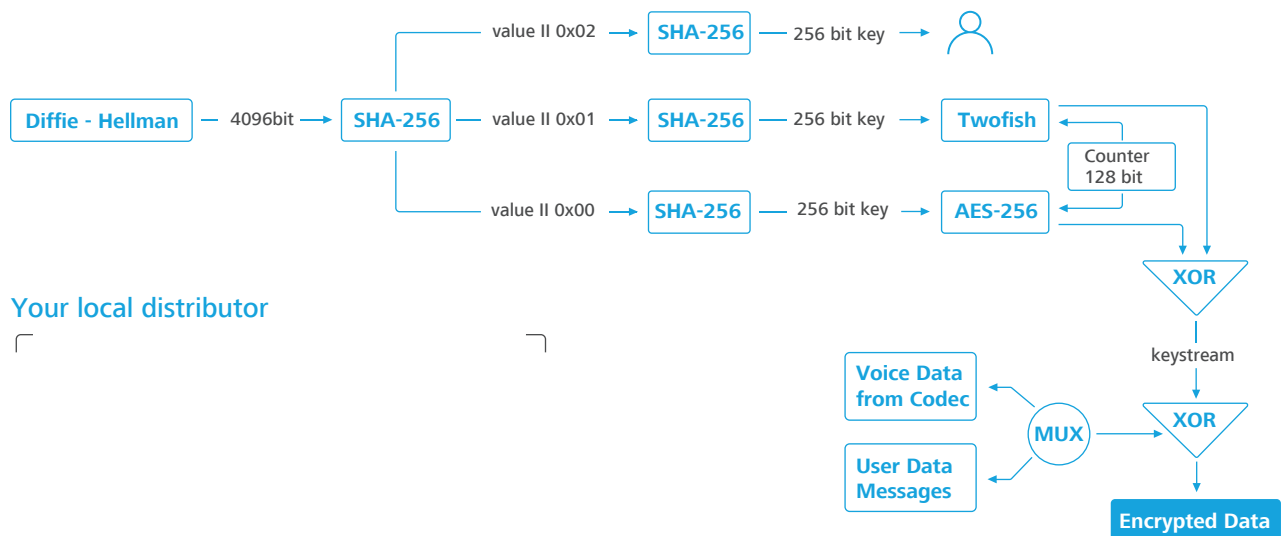 value II 0x02
SHA-256
256 bit key
Diffie - Hellman
4096bit
SHA-256
value II 0x01
SHA-256
256 bit key
Twofish
Counter
128 bit
value II 0x00
SHA-256
256 bit key
AES-256
XOR
Your local distributor
keystream
Voice Data
from Codec
MUX
XOR
User Data
Messages
Encrypted Data